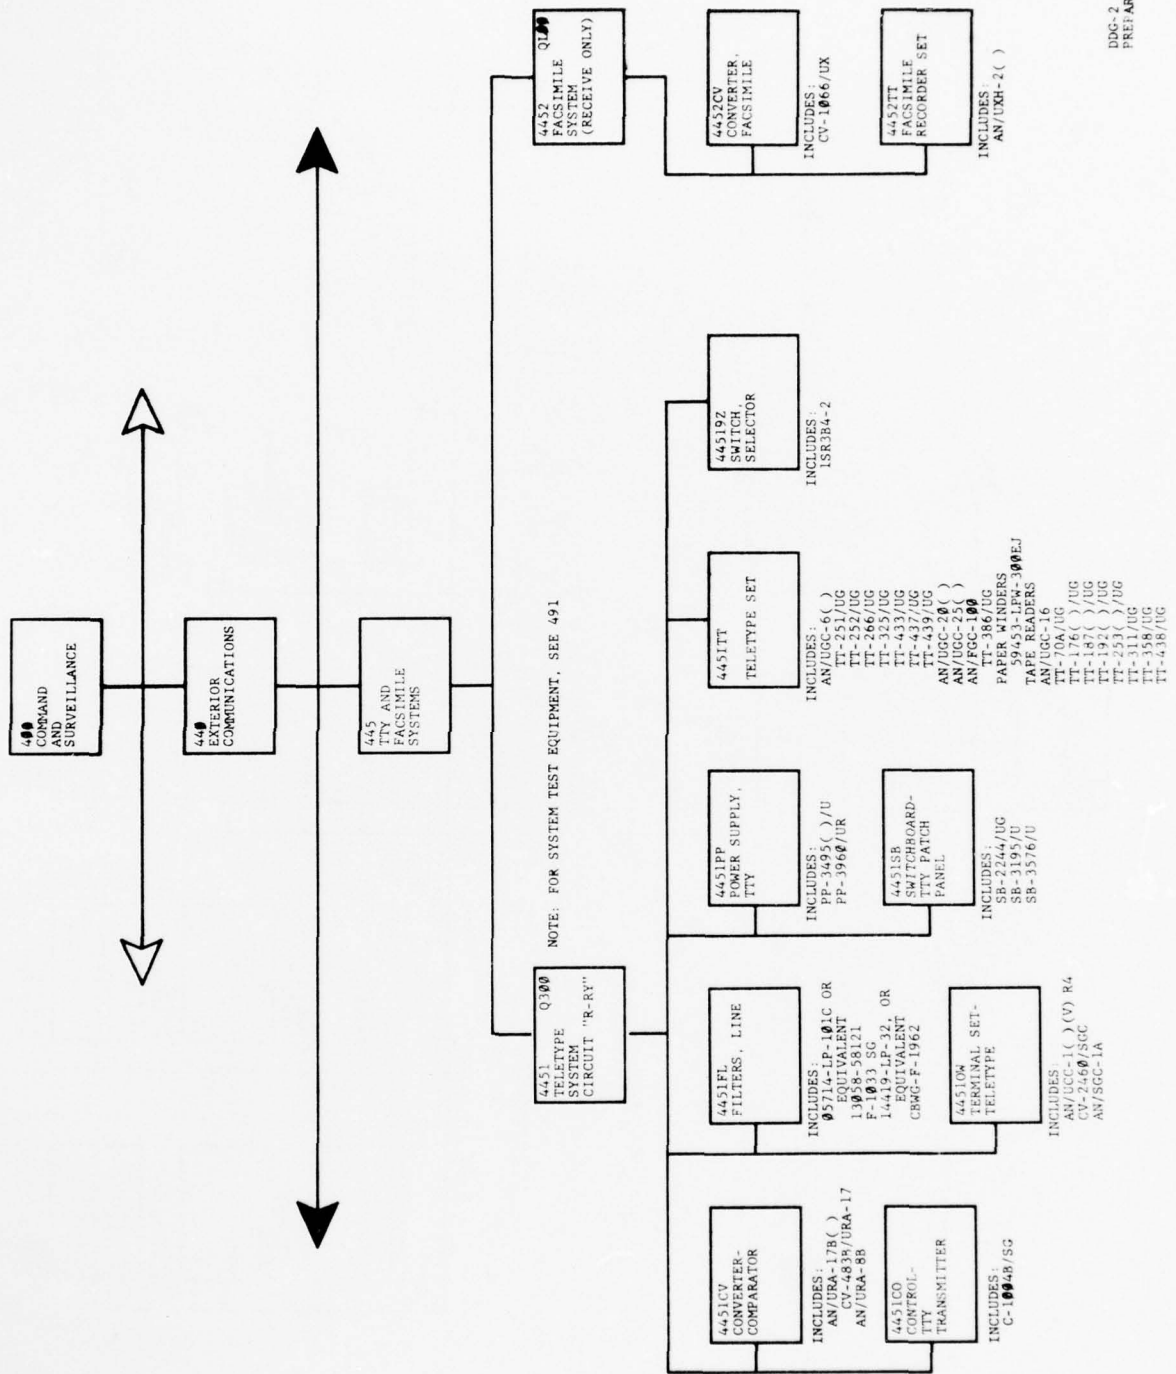 400
COMMAND
AND
SURVEILLANCE
440
EXTERIOR
COMMUNICATIONS
445
TTY AND
FACSIMILE
SYSTEMS
NOTE: FOR SYSTEM TEST EQUIPMENT, SEE 491
4451 Q300
TELETYPE
SYSTEM
CIRCUIT "R-RY"
4452
FACSIMILE
SYSTEM
(RECEIVE ONLY)
4451CV
CONVERTER-
COMPARATOR
INCLUDES:
AN/URA-17B( )
CV-483B/URA-17
AN/URA-8B
4451CO
CONTROL-
TTY
TRANSMITTER
INCLUDES:
C-1004B/SG
4451FL
FILTERS, LINE
INCLUDES:
05714-LP-101C OR
EQUIVALENT
13058-58121
F-1033 SG
14419-LP-32, OR
EQUIVALENT
CBWG-F-1962
4451OW
TERMINAL SET-
TELETYPE
INCLUDES:
AN/UCC-1( )(V) R4
CV-2460/SGC
AN/SGC-1A
4451PP
POWER SUPPLY,
TTY
INCLUDES:
PP-3495( )/U
PP-3960/UR
4451SB
SWITCHBOARD-
TTY PATCH
PANEL
INCLUDES:
SB-2244/UG
SB-3195/U
SB-3576/U
4451TT
TELETYPE SET
INCLUDES:
AN/UGC-6( )
TT-251/UG
TT-252/UG
TT-266/UG
TT-325/UG
TT-433/UG
TT-437/UG
TT-439/UG
AN/UGC-20( )
AN/UGC-25( )
AN/FGC-100
TT-386/UG
PAPER WINDERS
59453-LPW-300EJ
TAPE READERS
AN/UGC-16
TT-70A/UG
TT-176( )/UG
TT-187( )/UG
TT-192( )/UG
TT-253( )/UG
TT-311/UG
TT-358/UG
TT-438/UG
44519Z
SWITCH,
SELECTOR
INCLUDES:
1SR3B4-2
4452CV
CONVERTER,
FACSIMILE
INCLUDES:
CV-1066/UX
4452TT
FACSIMILE
RECORDER SET
INCLUDES:
AN/UXH-2( )
DDG-2